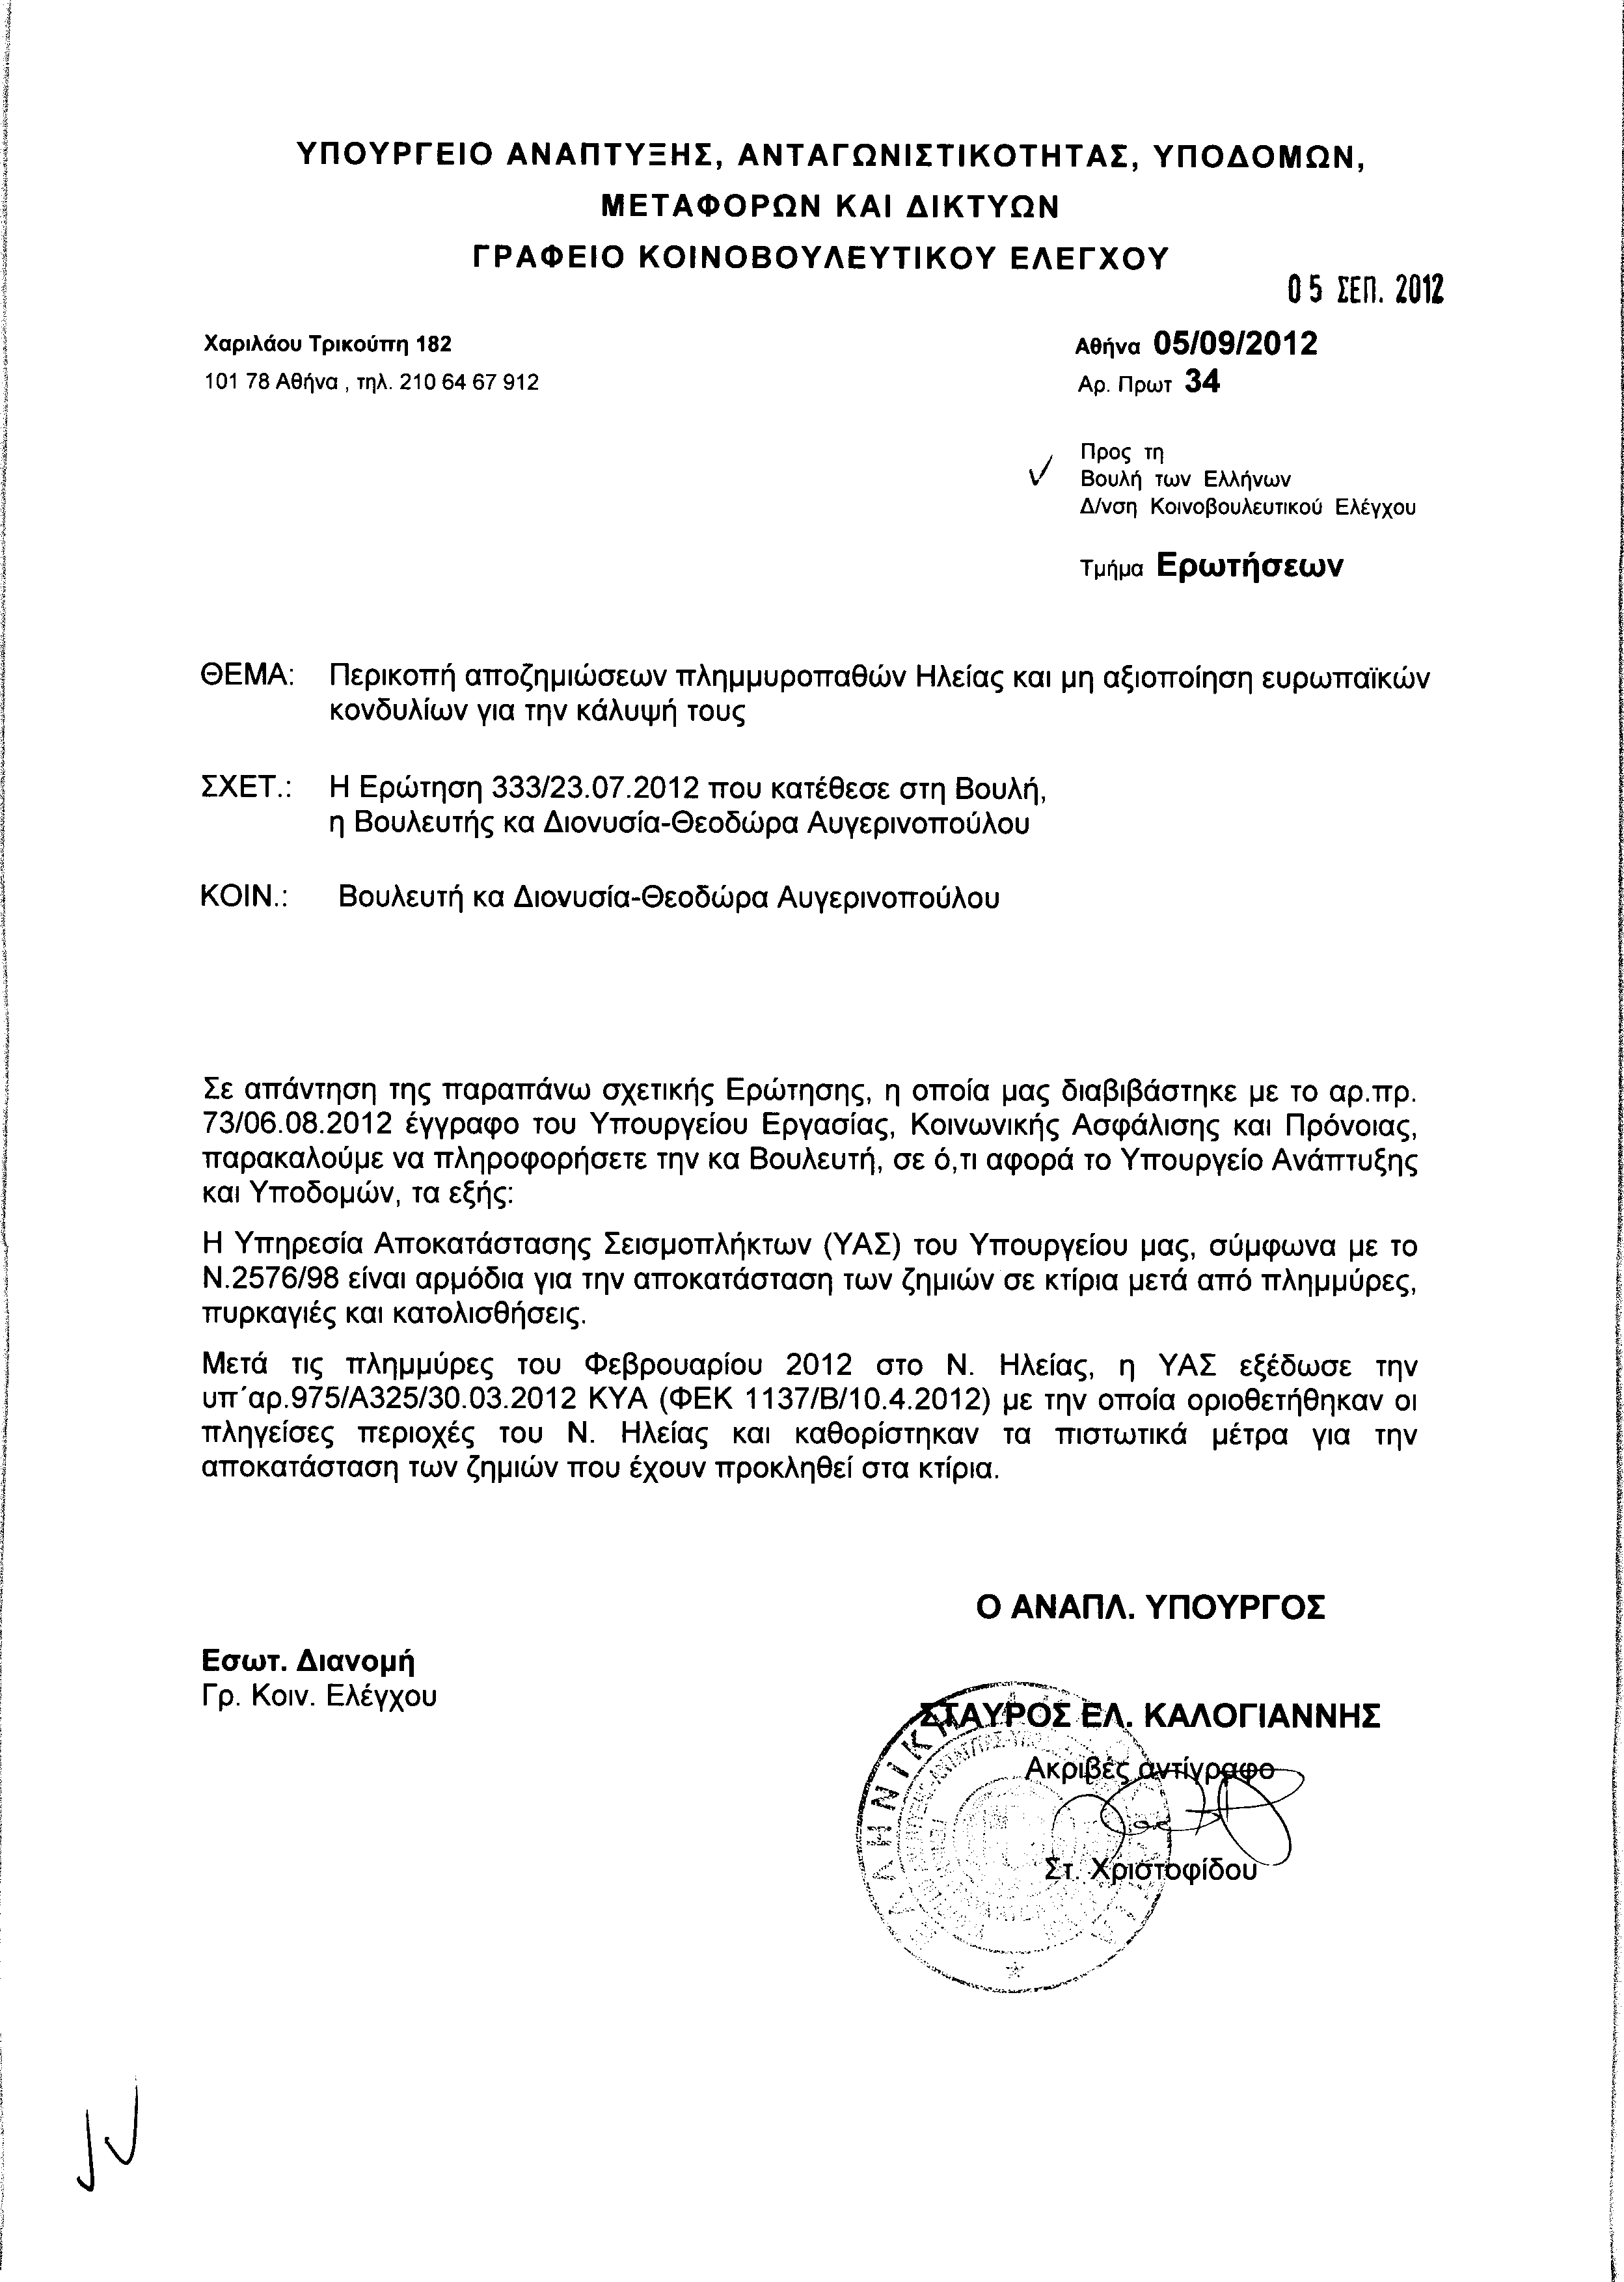 ΥΠΟΥΡΓΕΙΟ ΑΝΑΠΤΥΞΗΣ, ΑΝΤΑΓΩΝΙΣΤΙΚΟΤΗΤΑΣ, ΥΠΟΔΟΜΩΝ,
ΜΕΤΑΦΟΡΩΝ ΚΑΙ ΔΙΚΤΥΩΝ
ΓΡΑΦΕΙΟ ΚΟΙΝΟΒΟΥΛΕΥΤΙΚΟΥ ΕΛΕΓΧΟΥ
05 ΣΕΠ. 2012
Χαριλάου Τρικούπη 182
101 78 Αθήνα , τηλ. 210 64 67 912
Αθήνα 05/09/2012
Αρ. Πρωτ 34
Προς τη
Βουλή των Ελλήνων
Δ/νση Κοινοβουλευτικού Ελέγχου
Τμήμα Ερωτήσεων
ΘΕΜΑ: Περικοπή αποζημιώσεων πλημμυροπαθών Ηλείας και μη αξιοποίηση ευρωπαϊκών
κονδυλίων για την κάλυψή τους
ΣΧΕΤ.: Η Ερώτηση 333/23.07.2012 που κατέθεσε στη Βουλή,
η Βουλευτής κα Διονυσία-Θεοδώρα Αυγερινοπούλου
ΚΟΙΝ.: Βουλευτή κα Διονυσία-Θεοδώρα Αυγερινοπούλου
Σε απάντηση της παραπάνω σχετικής Ερώτησης, η οποία μας διαβιβάστηκε με το αρ.πρ.
73/06.08.2012 έγγραφο του Υπουργείου Εργασίας, Κοινωνικής Ασφάλισης και Πρόνοιας,
παρακαλούμε να πληροφορήσετε την κα Βουλευτή, σε ό,τι αφορά το Υπουργείο Ανάπτυξης
και Υποδομών, τα εξής:
Η Υπηρεσία Αποκατάστασης Σεισμοπλήκτων (ΥΑΣ) του Υπουργείου μας, σύμφωνα με το
Ν.2576/98 είναι αρμόδια για την αποκατάσταση των ζημιών σε κτίρια μετά από πλημμύρες,
πυρκαγιές και κατολισθήσεις.
Μετά τις πλημμύρες του Φεβρουαρίου 2012 στο Ν. Ηλείας, η ΥΑΣ εξέδωσε την
υπ΄αρ.975/Α325/30.03.2012 ΚΥΑ (ΦΕΚ 1137/Β/10.4.2012) με την οποία οριοθετήθηκαν οι
πληγείσες περιοχές του Ν. Ηλείας και καθορίστηκαν τα πιστωτικά μέτρα για την
αποκατάσταση των ζημιών που έχουν προκληθεί στα κτίρια.
Ο ΑΝΑΠΛ. ΥΠΟΥΡΓΟΣ
Εσωτ. Διανομή
Γρ. Κοιν. Ελέγχου
ΣΤΑΥΡΟΣ ΕΛ. ΚΑΛΟΓΙΑΝΝΗΣ
Ακριβές αντίγραφο
Στ. Χριστοφίδου